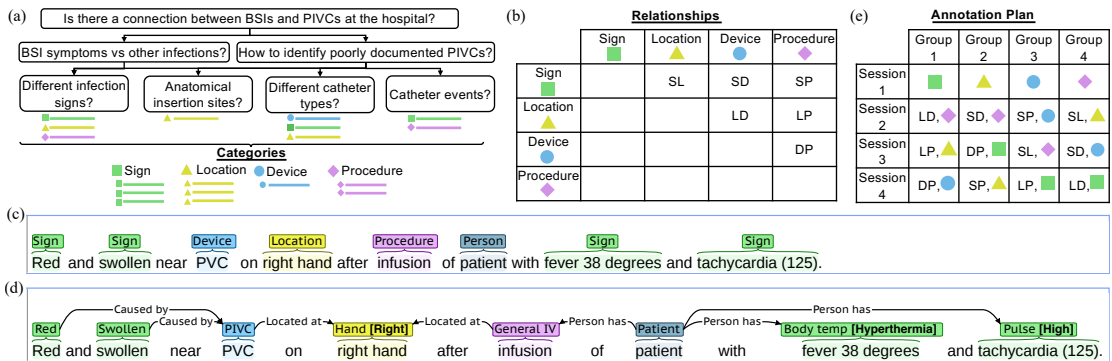 (a)
Is there a connection between BSIs and PIVCs at the hospital?
BSI symptoms vs other infections?
How to identify poorly documented PIVCs?
Different infection signs?
Anatomical insertion sites?
Different catheter types?
Catheter events?
Categories
Sign
Location
Device
Procedure
(b)
Relationships
Sign Location Device Procedure
Sign SL SD SP
Location LD LP
Device DP
Procedure
(e)
Annotation Plan
Group 1 Group 2 Group 3 Group 4
Session 1
Session 2 LD, SD, SP, SL,
Session 3 LP, DP, SL, SD,
Session 4 DP, SP, LP, LD,
(c)
Sign Sign Device Location Procedure Person Sign Sign
Red and swollen near PVC on right hand after infusion of patient with fever 38 degrees and tachycardia (125).
(d)
Caused by Person has
Caused by Located at Located at Person has Person has
Red Swollen PIVC Hand [Right] General IV Patient Body temp [Hyperthermia] Pulse [High]
Red and swollen near PVC on right hand after infusion of patient with fever 38 degrees and tachycardia (125).